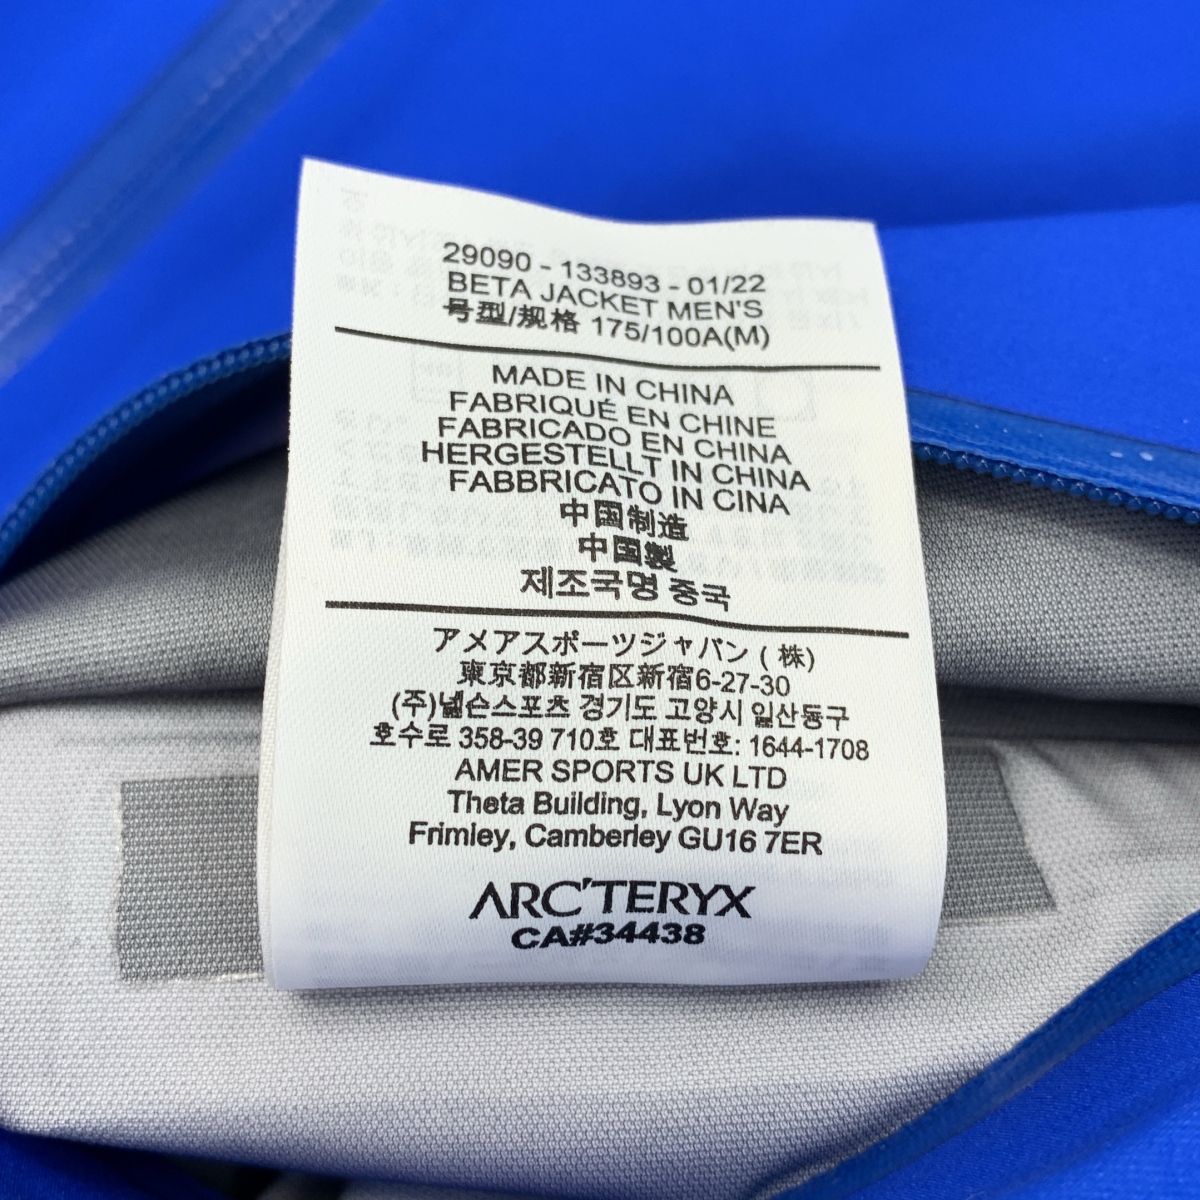 29090 - 133893 - 01/22
BETA JACKET MEN'S
号型/规格 175/100A(M)
MADE IN CHINA
FABRIQUÉ EN CHINE
FABRICADO EN CHINA
HERGESTELLT IN CHINA
FABBRICATO IN CINA
中国制造
中国製
제조국명 중국
アメアスポーツジャパン (株)
東京都新宿区新宿6-27-30
(주)넬슨스포츠 경기도 고양시 일산동구
호수로 358-39 710호 대표번호: 1644-1708
AMER SPORTS UK LTD
Theta Building, Lyon Way
Frimley, Camberley GU16 7ER
ARC'TERYX
CA#34438